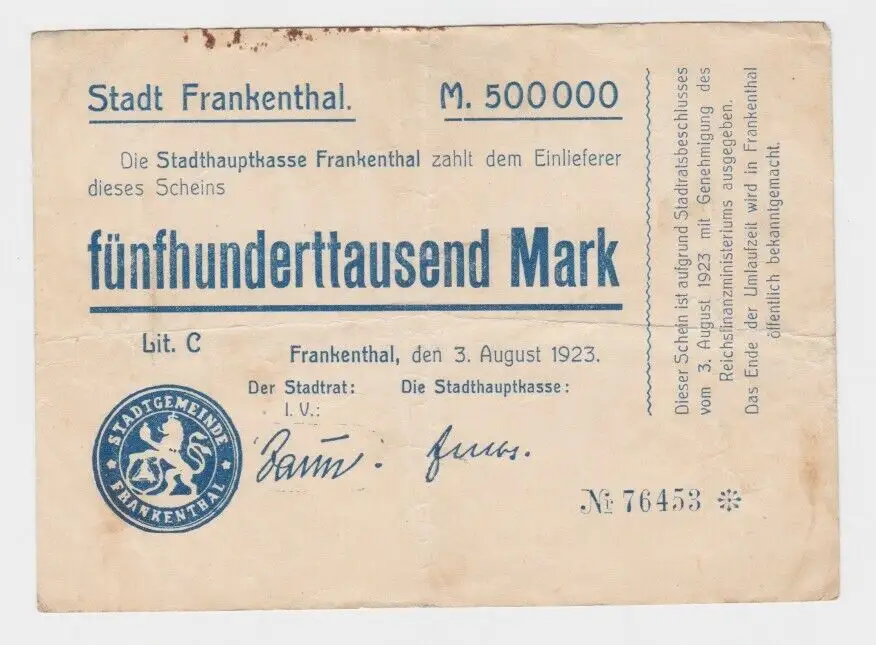 Stadt Frankenthal.
M. 500000
Die Stadthauptkasse Frankenthal zahlt dem Einlieferer
dieses Scheins
fünfhunderttausend Mark
Lit. C
Frankenthal, den 3. August 1923.
Der Stadtrat:
Die Stadthauptkasse:
I. V.:
STADTGEMEINDE
FRANKENTHAL
№ 76453
Dieser Schein ist aufgrund Stadtratsbeschlusses
vom 3. August 1923 mit Genehmigung des
Reichsfinanzministeriums ausgegeben.
Das Ende der Umlaufzeit wird in Frankenthal
öffentlich bekanntgemacht.